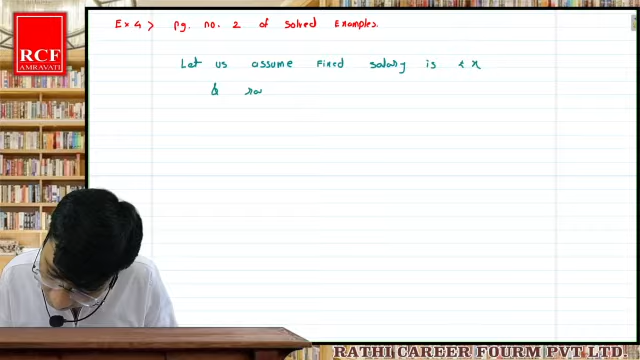 RCF
AMRAVATI
Ex 4 > Pg. no. 2 of solved Examples.
Let us assume Fixed salary is ₹ x
& ra
RATHI CAREER FOURM PVT LTD.